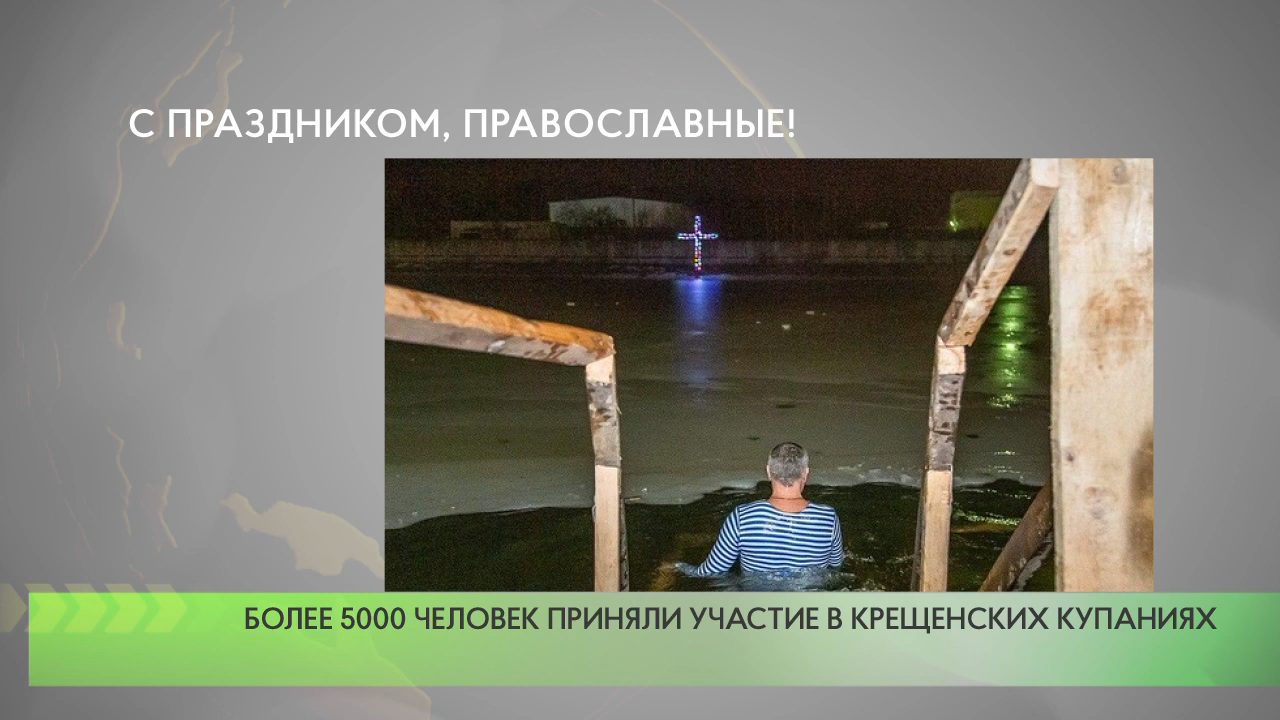 С ПРАЗДНИКОМ, ПРАВОСЛАВНЫЕ!
БОЛЕЕ 5000 ЧЕЛОВЕК ПРИНЯЛИ УЧАСТИЕ В КРЕЩЕНСКИХ КУПАНИЯХ